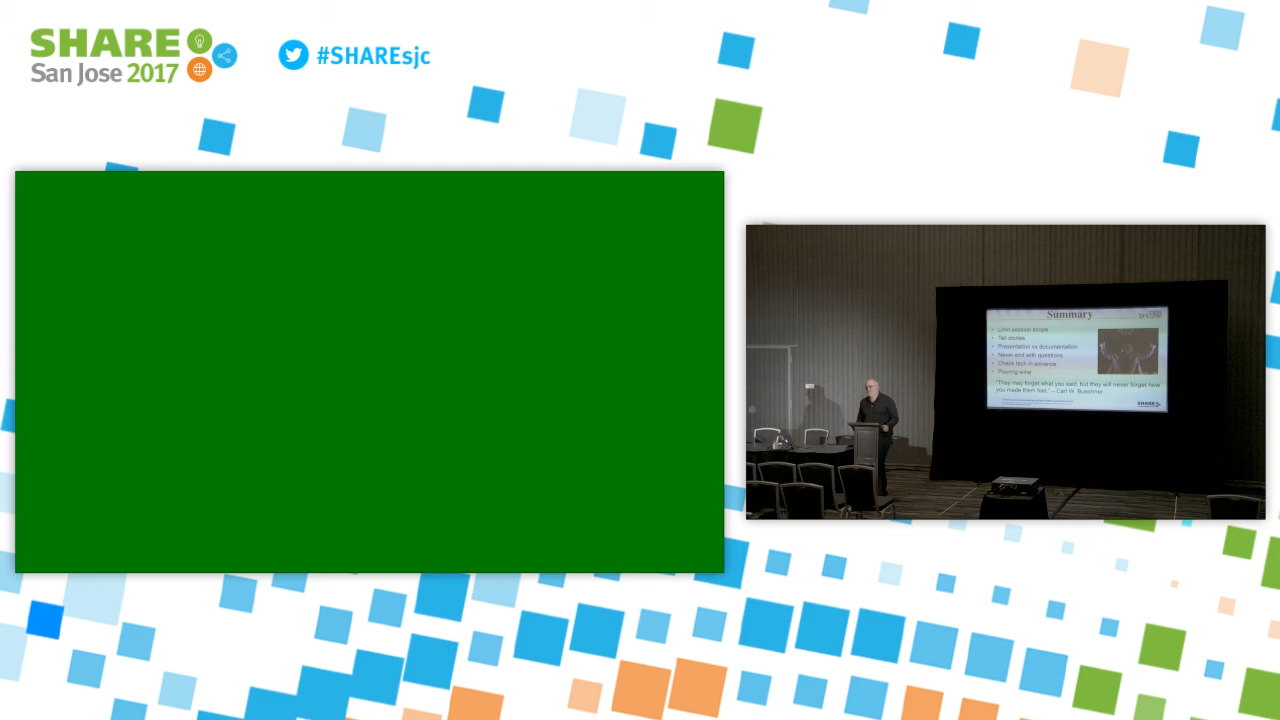 SHARE
San Jose 2017
#SHAREsjc
Summary
SHARE
• Limit session scope
• Tell stories
• Presentation vs documentation
• Never end with questions
• Check tech in advance
• Pouring wine
"They may forget what you said, but they will never forget how
you made them feel." – Carl W. Buechner
SHARE